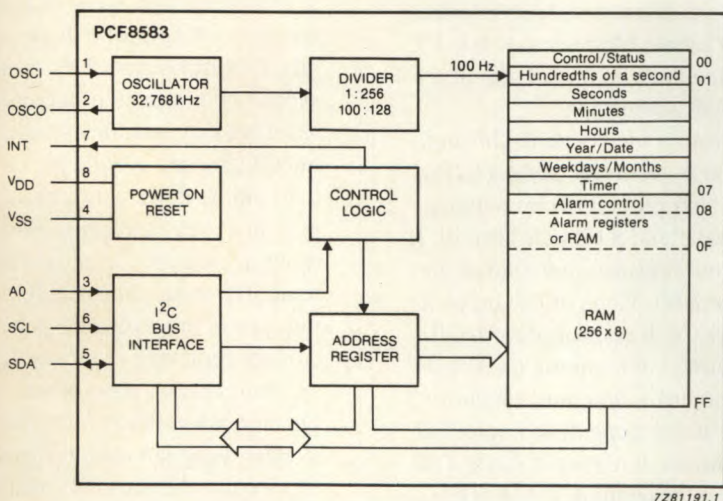 PCF8583
OSCI 1
OSCILLATOR
32,768 kHz
OSCO 2
DIVIDER
1 : 256
100 : 128
100 Hz
Control/Status 00
Hundredths of a second 01
Seconds
Minutes
Hours
Year/Date
Weekdays/Months
Timer 07
Alarm control 08
Alarm registers
or RAM 0F
RAM
(256 x 8)
FF
INT 7
VDD 8
VSS 4
POWER ON
RESET
CONTROL
LOGIC
A0 3
SCL 6
SDA 5
I²C
BUS
INTERFACE
ADDRESS
REGISTER
7Z81191.1